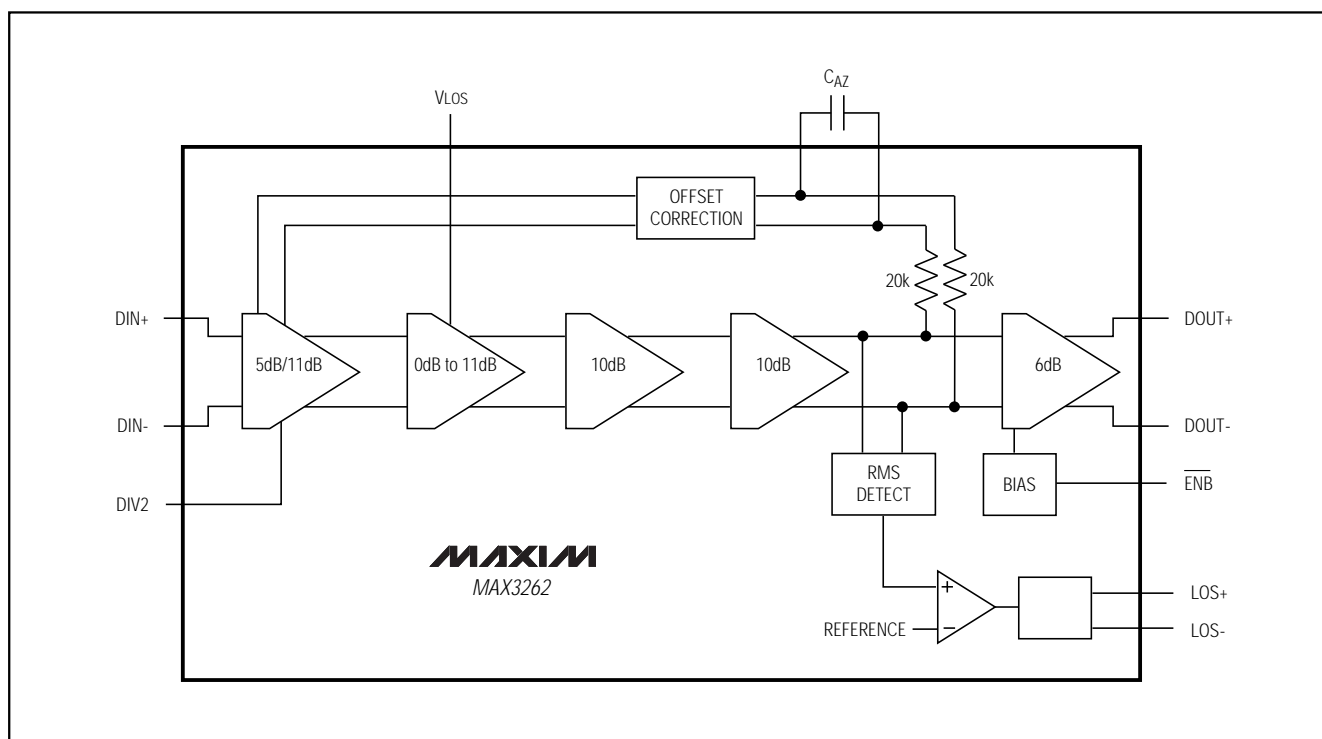 CAZ
VLOS
OFFSET
CORRECTION
20k
20k
DIN+
DOUT+
5dB/11dB
0dB to 11dB
10dB
10dB
6dB
DIN-
DOUT-
RMS
DETECT
BIAS
ENB
DIV2
MAXIM
MAX3262
+
REFERENCE
−
LOS+
LOS-